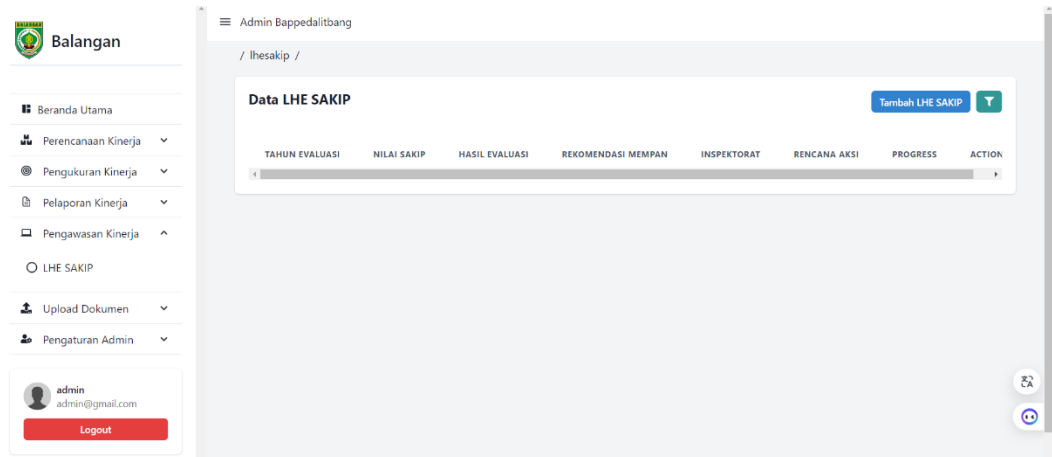 BALANGAN
Balangan
Beranda Utama
Perencanaan Kinerja
Pengukuran Kinerja
Pelaporan Kinerja
Pengawasan Kinerja
LHE SAKIP
Upload Dokumen
Pengaturan Admin
admin
admin@gmail.com
Logout
Admin Bappedalitbang
/ lhesakip /
Data LHE SAKIP
Tambah LHE SAKIP
TAHUN EVALUASI NILAI SAKIP HASIL EVALUASI REKOMENDASI MEMPAN INSPEKTORAT RENCANA AKSI PROGRESS ACTION